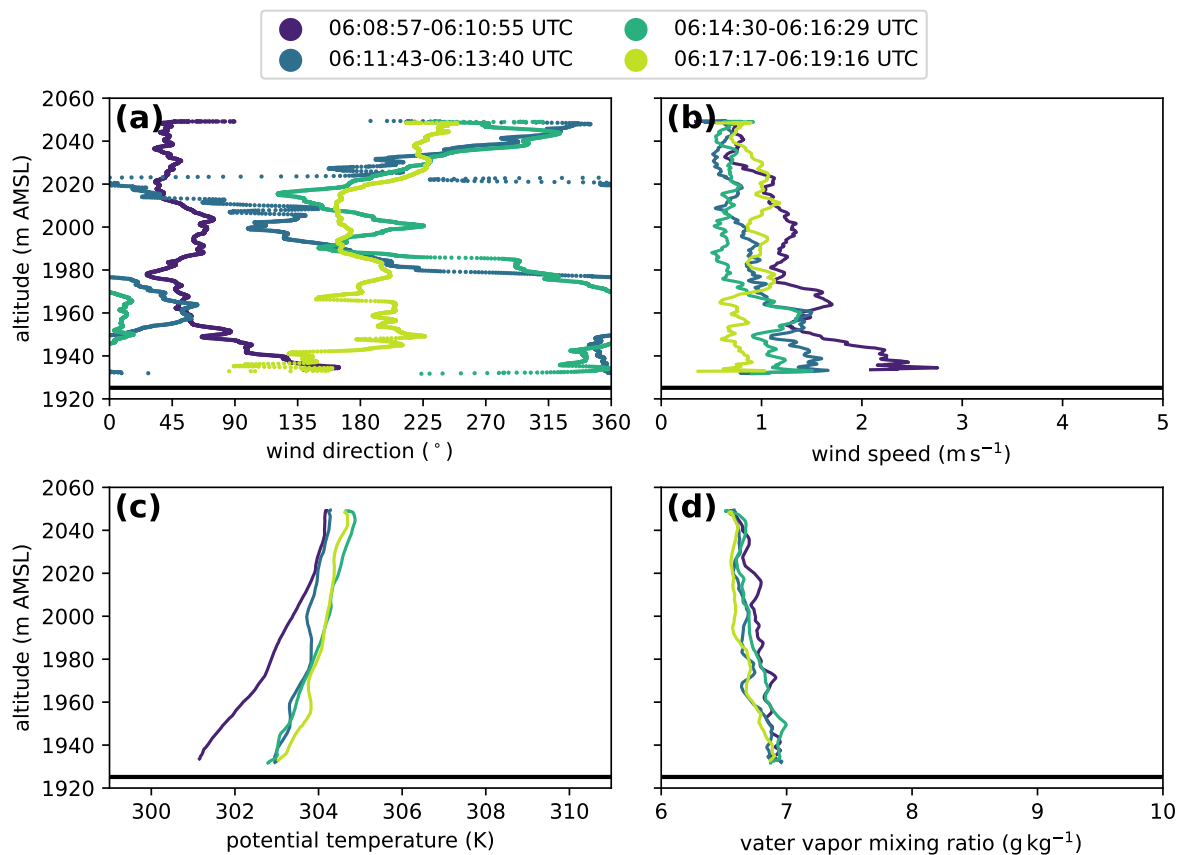 06:08:57-06:10:55 UTC
06:14:30-06:16:29 UTC
06:11:43-06:13:40 UTC
06:17:17-06:19:16 UTC
(a)
2060
2040
2020
2000
1980
1960
1940
1920
altitude (m AMSL)
0 45 90 135 180 225 270 315 360
wind direction (°)
(b)
0 1 2 3 4 5
wind speed (m s⁻¹)
(c)
2060
2040
2020
2000
1980
1960
1940
1920
altitude (m AMSL)
300 302 304 306 308 310
potential temperature (K)
(d)
6 7 8 9 10
vater vapor mixing ratio (g kg⁻¹)